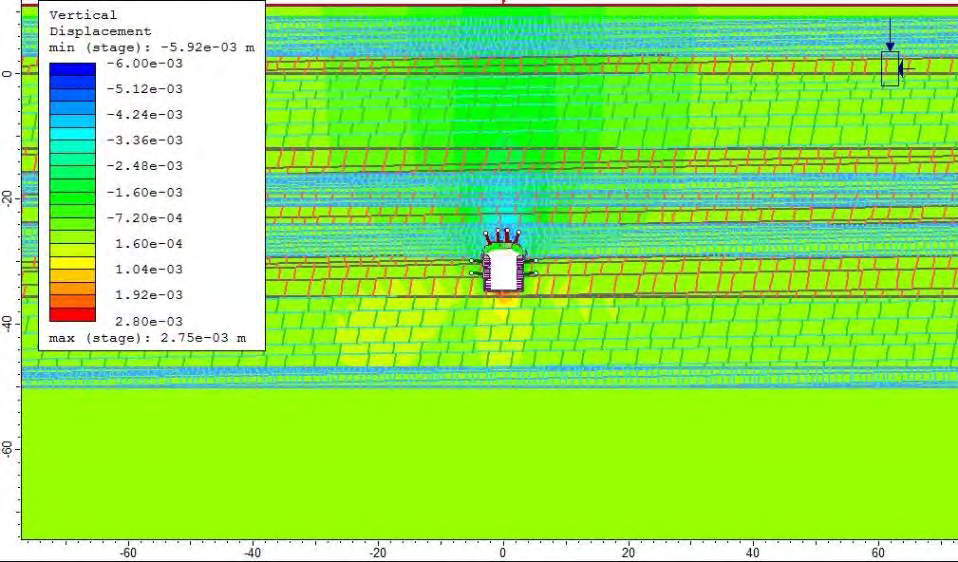 Vertical
Displacement
min (stage): -5.92e-03 m
-6.00e-03
-5.12e-03
-4.24e-03
-3.36e-03
-2.48e-03
-1.60e-03
-7.20e-04
1.60e-04
1.04e-03
1.92e-03
2.80e-03
max (stage): 2.75e-03 m
0
-20
-40
-60
-60
-40
-20
0
20
40
60